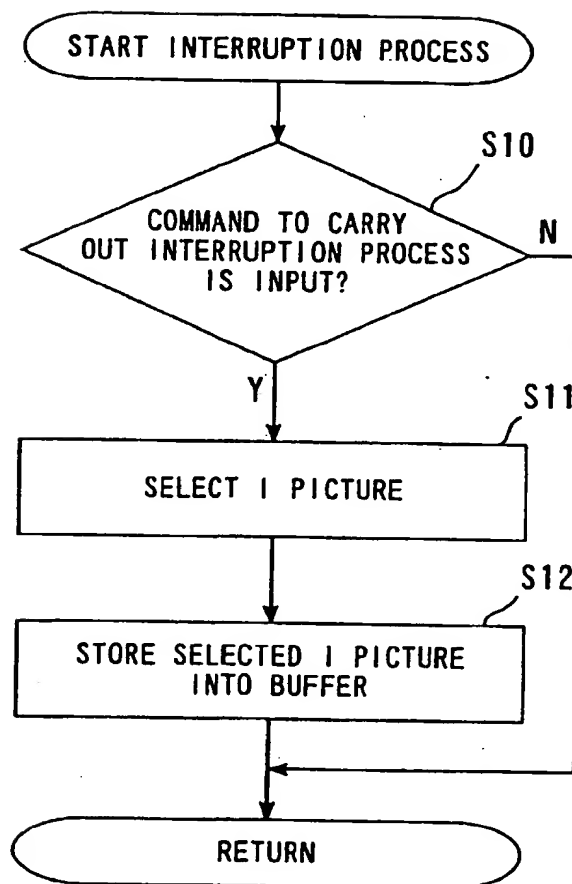 START INTERRUPTION PROCESS
S10
COMMAND TO CARRY
OUT INTERRUPTION PROCESS
IS INPUT?
N
Y
S11
SELECT I PICTURE
S12
STORE SELECTED I PICTURE
INTO BUFFER
RETURN